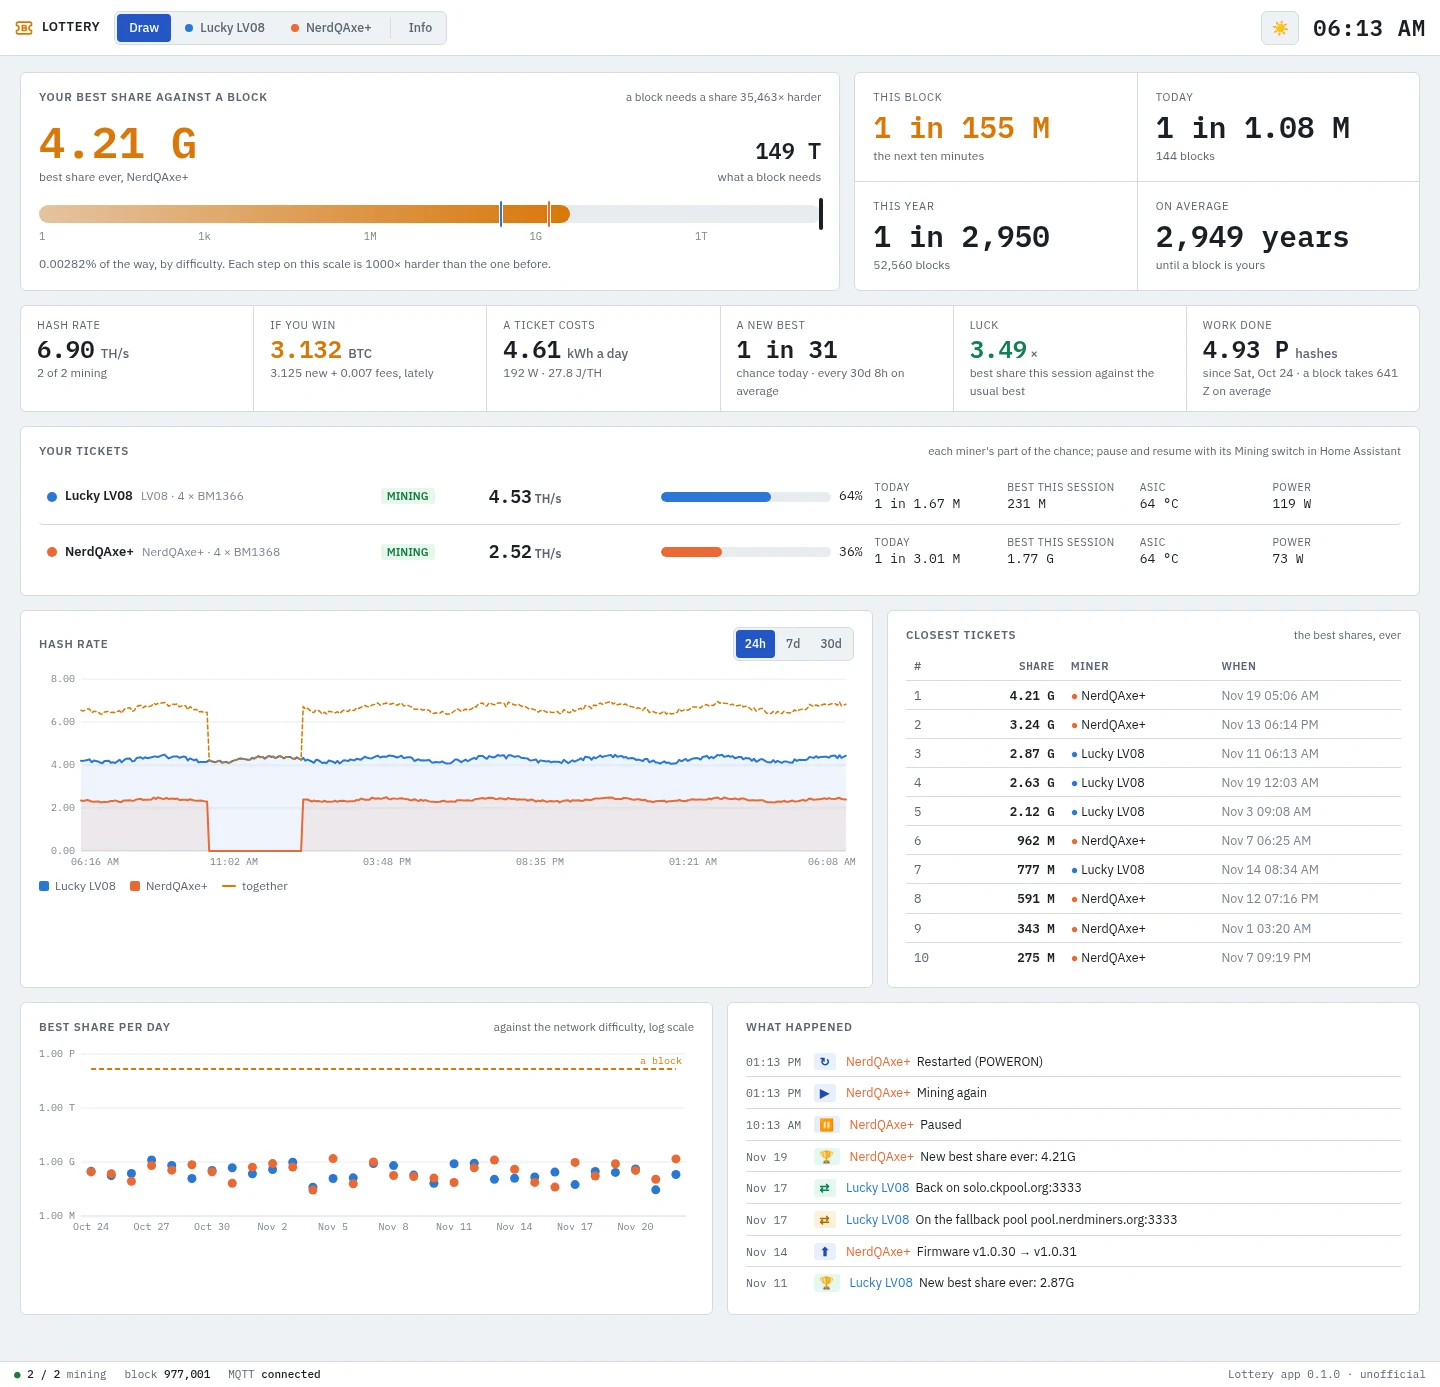 LOTTERY Draw Lucky LV08 NerdQAxe+ Info 06:13 AM
YOUR BEST SHARE AGAINST A BLOCK a block needs a share 35,463× harder
4.21 G 149 T
best share ever, NerdQAxe+ what a block needs
1 1k 1M 1G 1T
0.00282% of the way, by difficulty. Each step on this scale is 1000× harder than the one before.
THIS BLOCK
1 in 155 M
the next ten minutes
TODAY
1 in 1.08 M
144 blocks
THIS YEAR
1 in 2,950
52,560 blocks
ON AVERAGE
2,949 years
until a block is yours
HASH RATE
6.90 TH/s
2 of 2 mining
IF YOU WIN
3.132 BTC
3.125 new + 0.007 fees, lately
A TICKET COSTS
4.61 kWh a day
192 W · 27.8 J/TH
A NEW BEST
1 in 31
chance today · every 30d 8h on
average
LUCK
3.49 ×
best share this session against the
usual best
WORK DONE
4.93 P hashes
since Sat, Oct 24 · a block takes 641
Z on average
YOUR TICKETS each miner's part of the chance; pause and resume with its Mining switch in Home Assistant
TODAY BEST THIS SESSION ASIC POWER
Lucky LV08 LV08 · 4 × BM1366 MINING 4.53 TH/s 64% 1 in 1.67 M 231 M 64 °C 119 W
TODAY BEST THIS SESSION ASIC POWER
NerdQAxe+ NerdQAxe+ · 4 × BM1368 MINING 2.52 TH/s 36% 1 in 3.01 M 1.77 G 64 °C 73 W
HASH RATE 24h 7d 30d
8.00
6.00
4.00
2.00
0.00
06:16 AM 11:02 AM 03:48 PM 08:35 PM 01:21 AM 06:08 AM
Lucky LV08 NerdQAxe+ together
CLOSEST TICKETS the best shares, ever
# SHARE MINER WHEN
1 4.21 G NerdQAxe+ Nov 19 05:06 AM
2 3.24 G NerdQAxe+ Nov 13 06:14 PM
3 2.87 G Lucky LV08 Nov 11 06:13 AM
4 2.63 G Lucky LV08 Nov 19 12:03 AM
5 2.12 G Lucky LV08 Nov 3 09:08 AM
6 962 M NerdQAxe+ Nov 7 06:25 AM
7 777 M Lucky LV08 Nov 14 08:34 AM
8 591 M NerdQAxe+ Nov 12 07:16 PM
9 343 M NerdQAxe+ Nov 1 03:20 AM
10 275 M NerdQAxe+ Nov 7 09:19 PM
BEST SHARE PER DAY against the network difficulty, log scale
1.00 P
a block
1.00 T
1.00 G
1.00 M
Oct 24 Oct 27 Oct 30 Nov 2 Nov 5 Nov 8 Nov 11 Nov 14 Nov 17 Nov 20
WHAT HAPPENED
01:13 PM ↻ NerdQAxe+ Restarted (POWERON)
01:13 PM ▶ NerdQAxe+ Mining again
10:13 AM ⏸ NerdQAxe+ Paused
Nov 19 🏆 NerdQAxe+ New best share ever: 4.21G
Nov 17 ⇄ Lucky LV08 Back on solo.ckpool.org:3333
Nov 17 ⇄ Lucky LV08 On the fallback pool pool.nerdminers.org:3333
Nov 14 ⬆ NerdQAxe+ Firmware v1.0.30 → v1.0.31
Nov 11 🏆 Lucky LV08 New best share ever: 2.87G
2 / 2 mining block 977,001 MQTT connected Lottery app 0.1.0 · unofficial